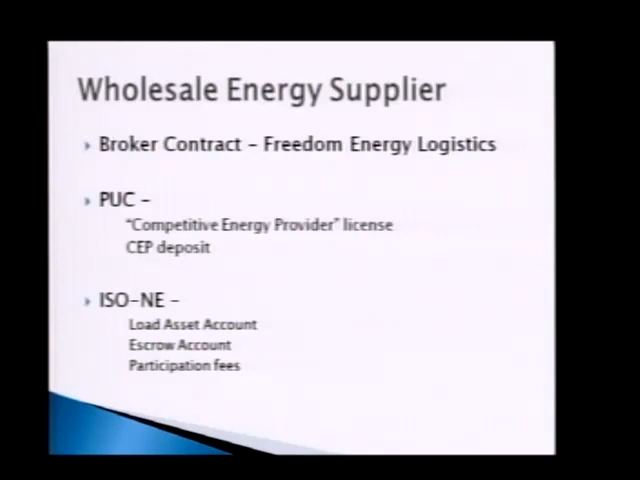 Wholesale Energy Supplier
Broker Contract – Freedom Energy Logistics
PUC –
“Competitive Energy Provider” license
CEP deposit
ISO-NE –
Load Asset Account
Escrow Account
Participation fees